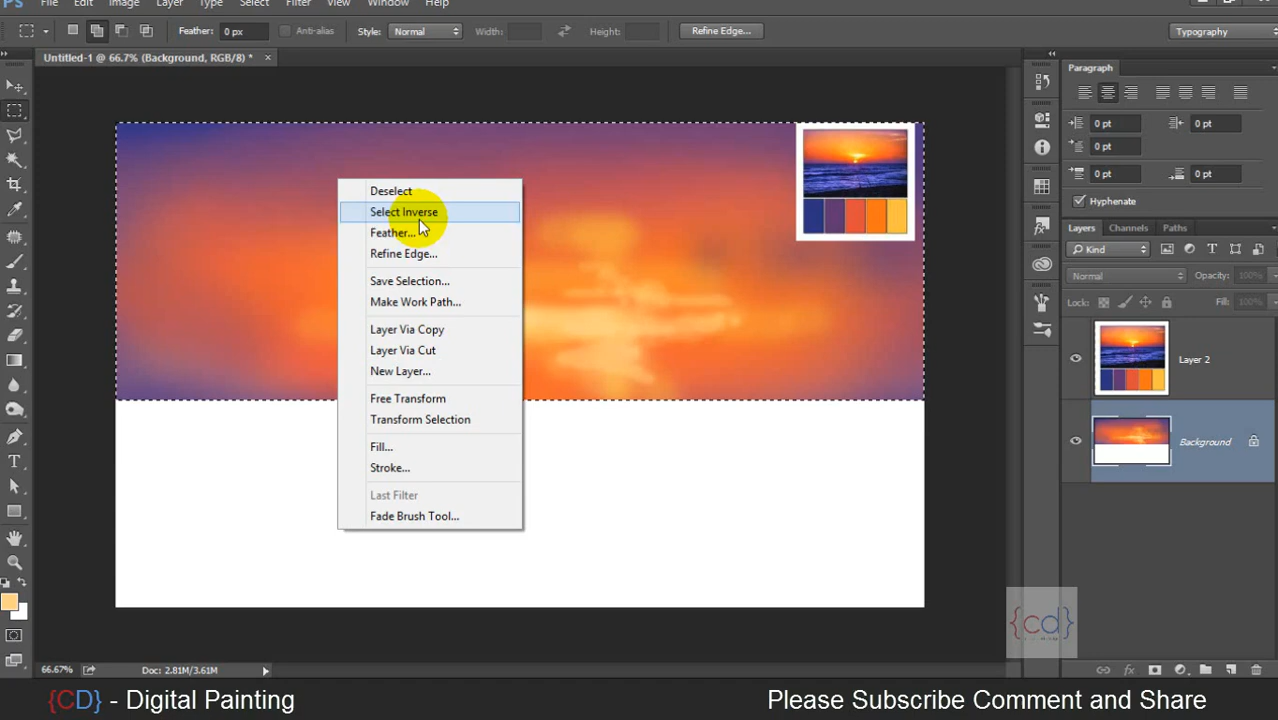 PS File Edit Image Layer Type Select Filter View Window Help
Feather: 0 px Anti-alias Style: Normal Width: Height: Refine Edge... Typography
Untitled-1 @ 66.7% (Background, RGB/8) * ×
Paragraph
0 pt 0 pt
0 pt
0 pt 0 pt
Hyphenate
Layers Channels Paths
Kind T
Normal Opacity: 100%
Lock: Fill: 100%
Layer 2
Background
Deselect
Select Inverse
Feather...
Refine Edge...
Save Selection...
Make Work Path...
Layer Via Copy
Layer Via Cut
New Layer...
Free Transform
Transform Selection
Fill...
Stroke...
Last Filter
Fade Brush Tool...
{cd}
66.67% Doc: 2.81M/3.61M fx
{CD} - Digital Painting Please Subscribe Comment and Share